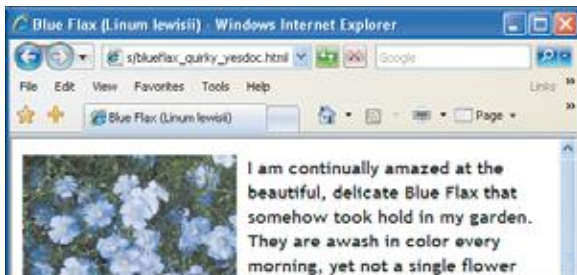 Blue Flax (Linum lewisii) - Windows Internet Explorer
s/blueflax_quirky_yesdoc.html
Google
File Edit View Favorites Tools Help
Links
Blue Flax (Linum lewisii)
Page
I am continually amazed at the
beautiful, delicate Blue Flax that
somehow took hold in my garden.
They are awash in color every
morning, yet not a single flower